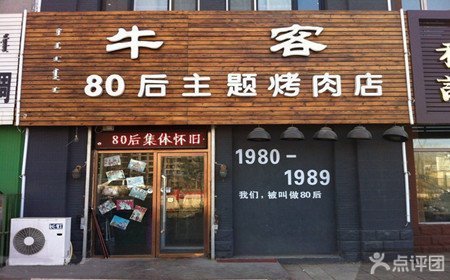 牛客
80后主题烤肉店
80后集体怀旧
1980-
1989
我们，被叫做80后
点评团